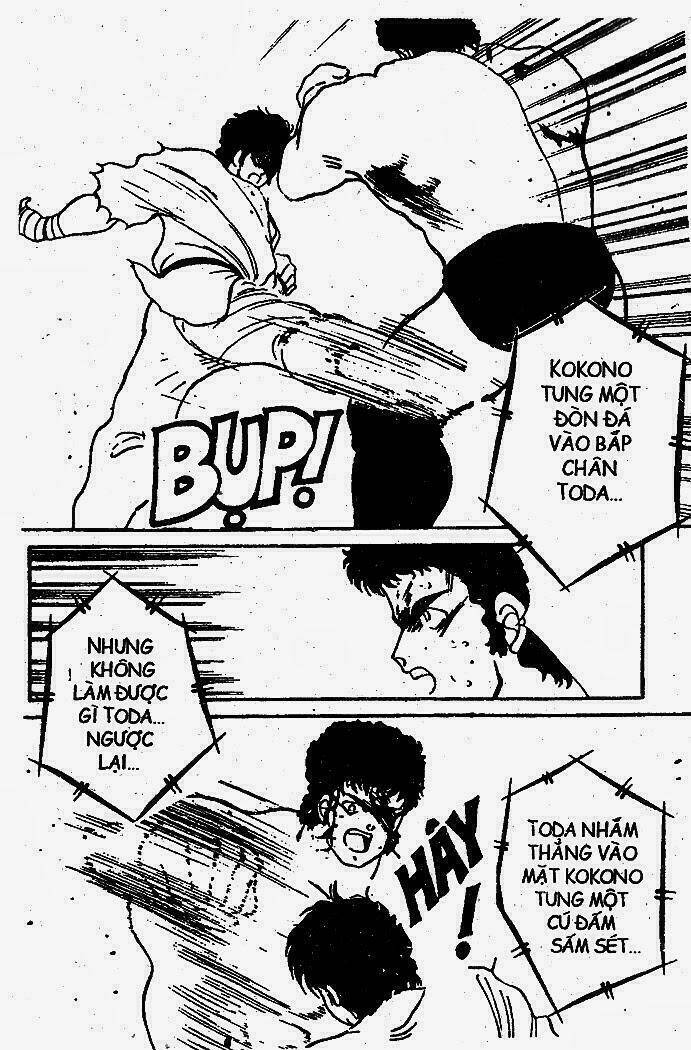 KOKONO
TUNG MỘT
ĐÒN ĐÁ
VÀO BẮP
CHÂN
TODA...
BỤP!
NHƯNG
KHÔNG
LÀM ĐƯỢC
GÌ TODA...
NGƯỢC
LẠI...
HÂY!
TODA NHẮM
THẲNG VÀO
MẶT KOKONO
TUNG MỘT
CÚ ĐẤM
SẤM SÉT...